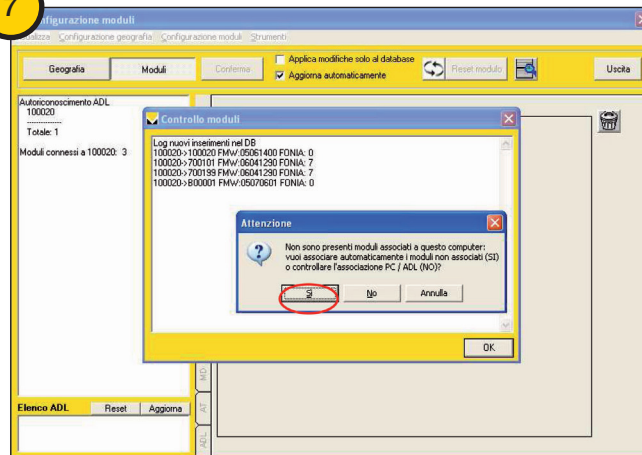 7
Configurazione moduli
Configurazione geografia Configurazione moduli Strumenti
Geografia
Moduli
Conferma
Applica modifiche solo al database
Aggiorna automaticamente
Reset modulo
Uscita
Autoriconoscimento ADL
100020
---------------
Totale: 1
Moduli connessi a 100020: 3
Controllo moduli
Log nuovi inserimenti nel DB
100020->100020 FMW:05061400 FONIA: 0
100020->700101 FMW:06041290 FONIA: 7
100020->700199 FMW:06041290 FONIA: 7
100020->B00001 FMW:05070601 FONIA: 0
Attenzione
Non sono presenti moduli associati a questo computer:
vuoi associare automaticamente i moduli non associati (SI)
o controllare l'associazione PC / ADL (NO)?
Sì
No
Annulla
OK
MD
AT
ADL
Elenco ADL
Reset
Aggiorna